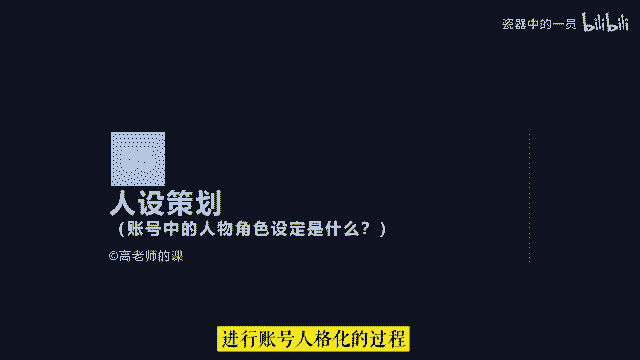 瓷器中的一员 bilibili
人设策划
（账号中的人物角色设定是什么？）
©高老师的课
进行账号人格化的过程